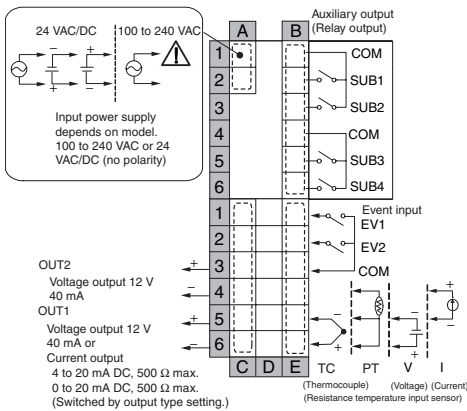 24 VAC/DC
100 to 240 VAC
− + + −
Input power supply
depends on model.
100 to 240 VAC or 24
VAC/DC (no polarity)
Auxiliary output
(Relay output)
A B
1 COM
2 SUB1
3 SUB2
4 COM
5 SUB3
6 SUB4
Event input
1 EV1
2 EV2
3 COM
4
5
6
C D E
OUT2 +
Voltage output 12 V
40 mA −
OUT1
Voltage output 12 V +
40 mA or
Current output −
4 to 20 mA DC, 500 Ω max.
0 to 20 mA DC, 500 Ω max.
(Switched by output type setting.)
− + − + − +
TC PT V I
(Thermocouple) (Voltage) (Current)
(Resistance temperature input sensor)